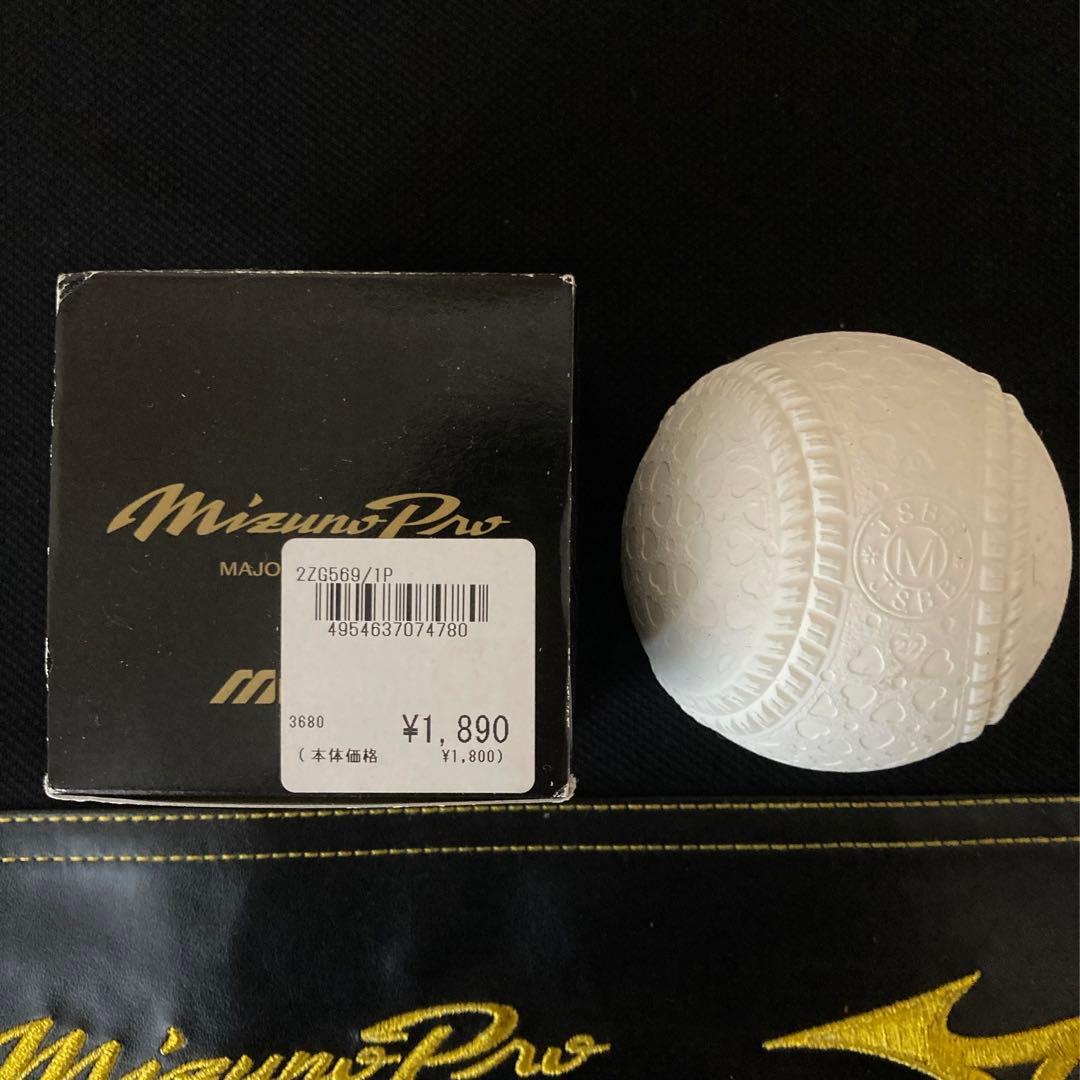 Mizuno Pro
MAJO
2ZG569/1P
4954637074780
3680
¥1,890
(本体価格 ¥1,800)
JSBB
M
JSBB
Mizuno Pro